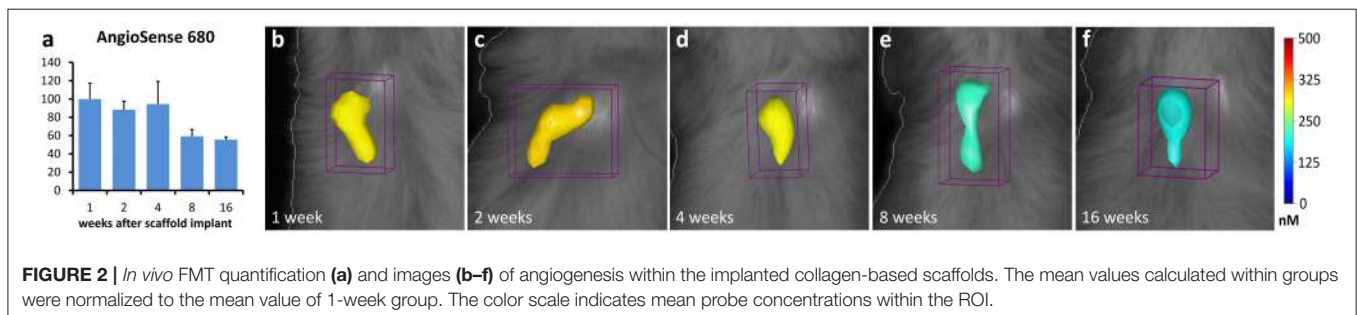 a AngioSense 680
140
120
100
80
60
40
20
0
1 2 4 8 16
weeks after scaffold implant
b
1 week
c
2 weeks
d
4 weeks
e
8 weeks
f
16 weeks
500
325
250
125
0
nM
FIGURE 2 | In vivo FMT quantification (a) and images (b–f) of angiogenesis within the implanted collagen-based scaffolds. The mean values calculated within groups
were normalized to the mean value of 1-week group. The color scale indicates mean probe concentrations within the ROI.